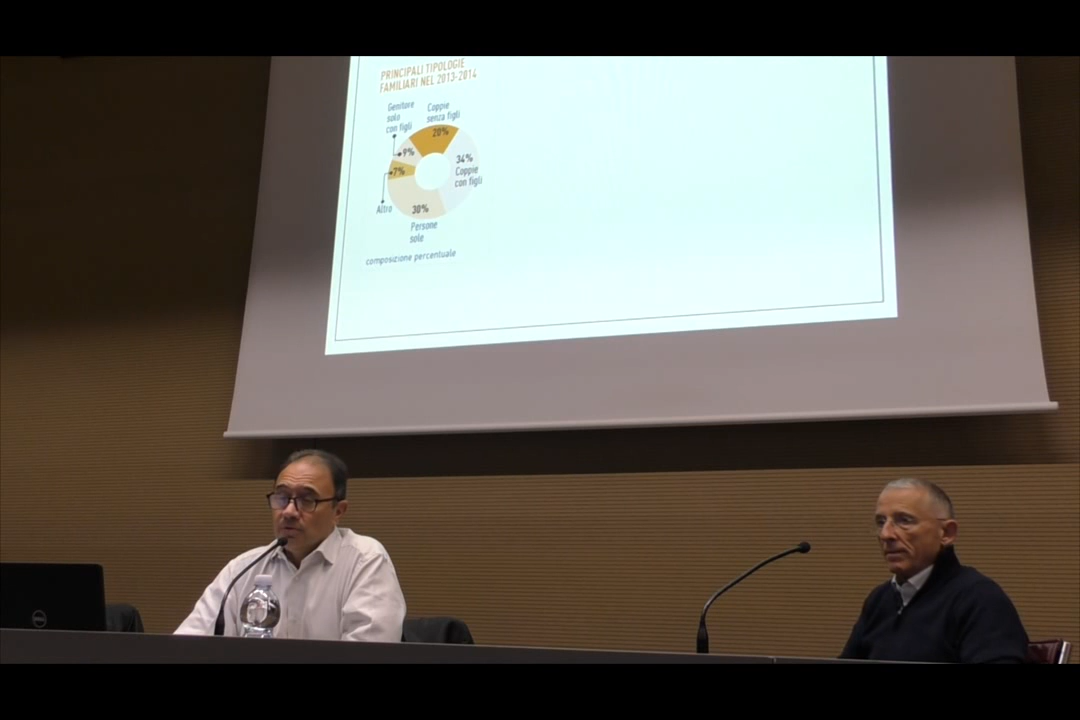 PRINCIPALI TIPOLOGIE
FAMILIARI NEL 2013-2014
Genitore
solo
con figli
Coppie
senza figli
20%
9%
34%
Coppie
con figli
7%
Altro
30%
Persone
sole
composizione percentuale
DELL